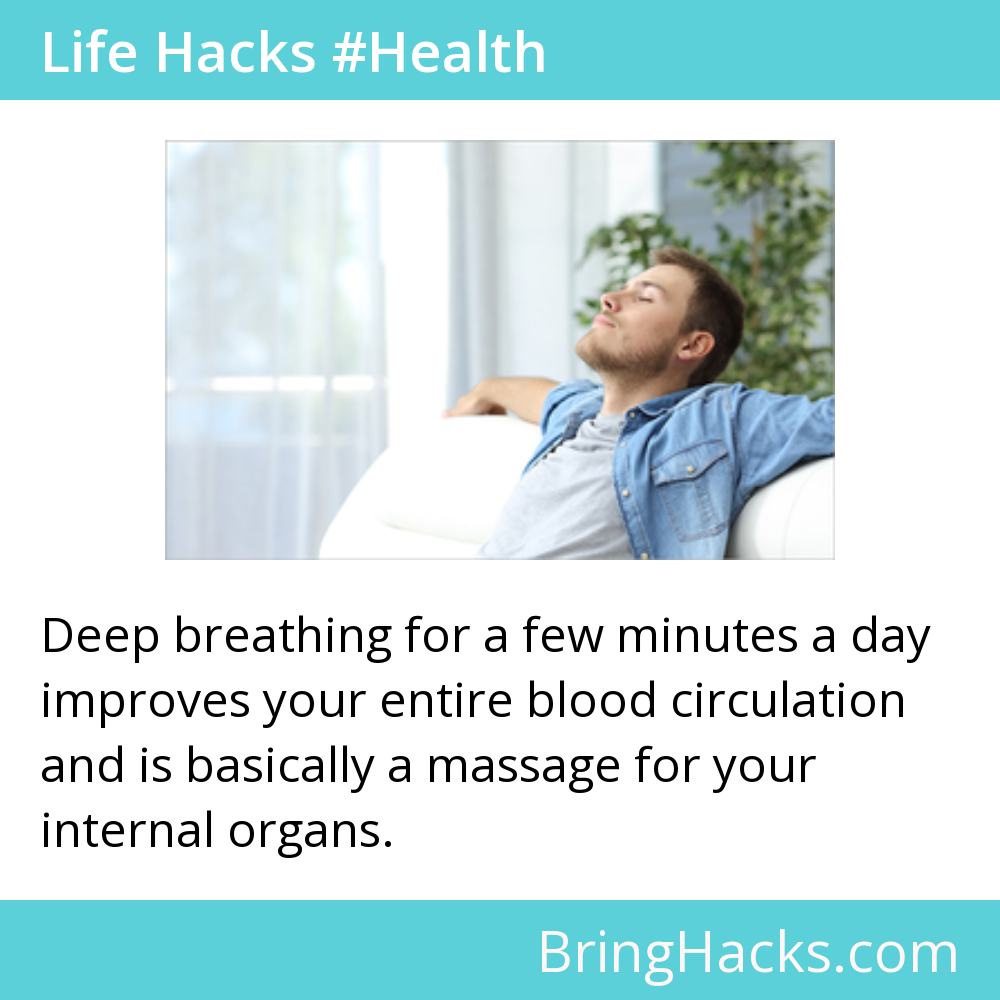 Life Hacks #Health
Deep breathing for a few minutes a day
improves your entire blood circulation
and is basically a massage for your
internal organs.
BringHacks.com